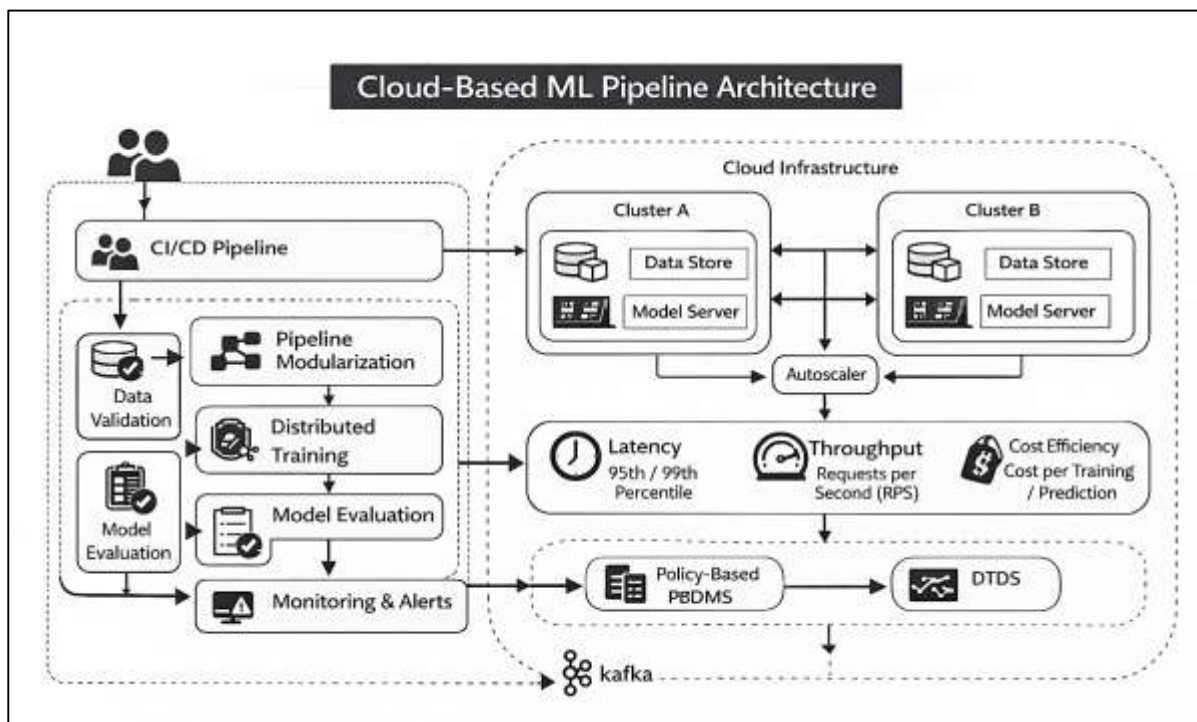 Cloud-Based ML Pipeline Architecture
CI/CD Pipeline
Data
Validation
Pipeline
Modularization
Distributed
Training
Model
Evaluation
Model Evaluation
Monitoring & Alerts
Cloud Infrastructure
Cluster A
Data Store
Model Server
Cluster B
Data Store
Model Server
Autoscaler
Latency
95th / 99th
Percentile
Throughput
Requests per
Second (RPS)
Cost Efficiency
Cost per Training
/ Prediction
Policy-Based
PBDMS
DTDS
kafka